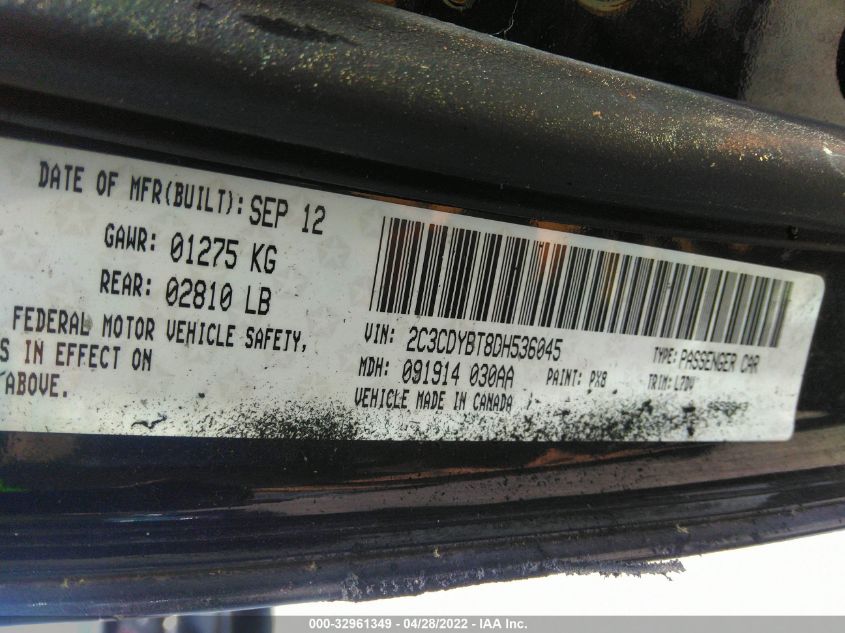 DATE OF MFR(BUILT): SEP 12
GAWR: 01275 KG
REAR: 02810 LB
FEDERAL MOTOR VEHICLE SAFETY,
S IN EFFECT ON
ABOVE.
VIN: 2C3CDYBT8DH536045
TYPE: PASSENGER CAR
MDH: 091914 030AA
PAINT: PX8
TRIM: L7DV
VEHICLE MADE IN CANADA
000-32961349 | 04/28/2022 - IAA Inc.